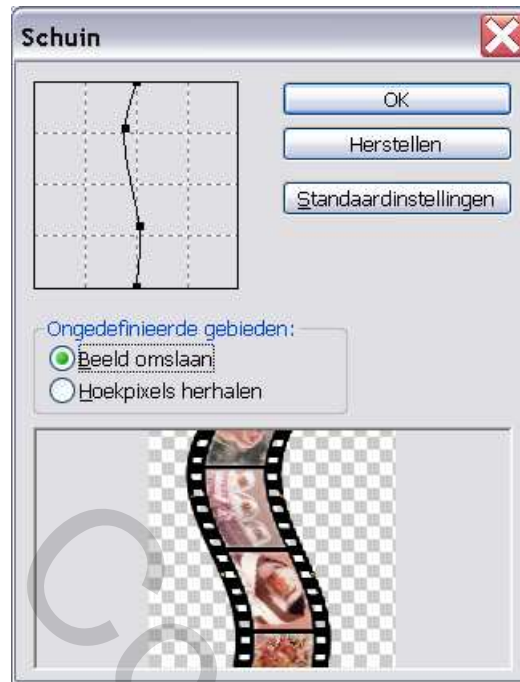 Schuin
OK
Herstellen
Standaardinstellingen
Ongedefinieerde gebieden:
Beeld omslaan
Hoekpixels herhalen